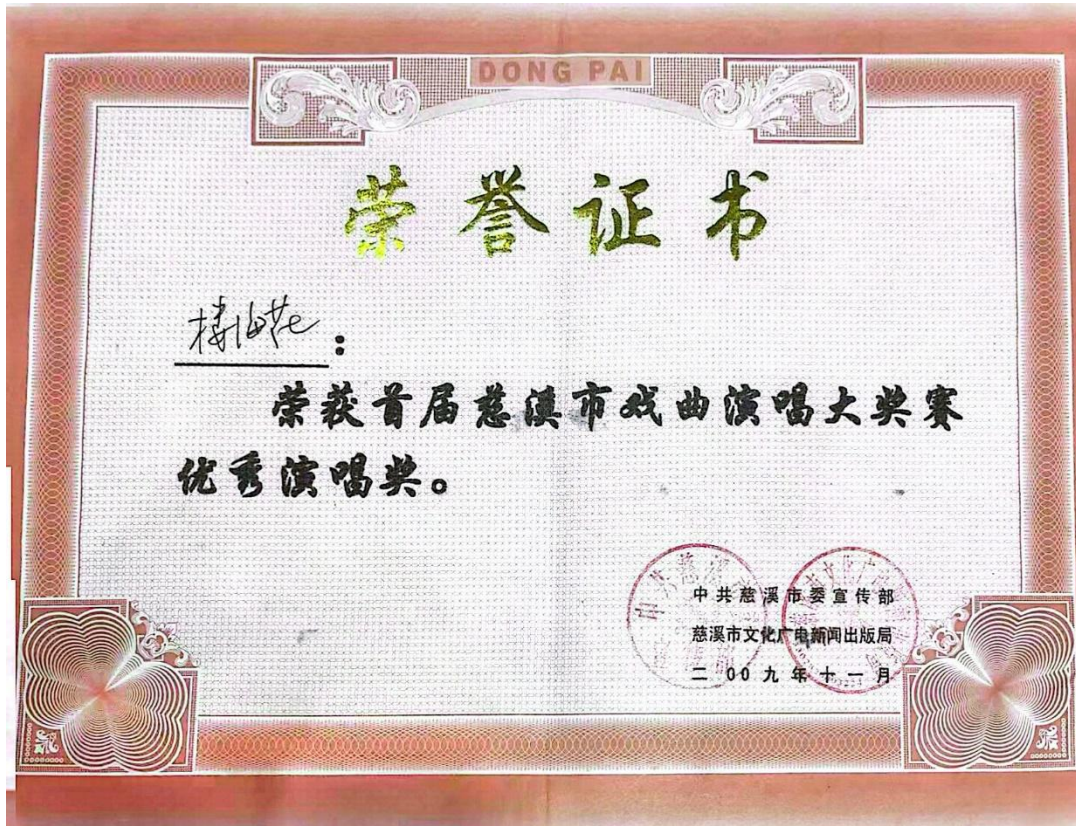 DONG PAI
荣誉证书
楼海花：
荣获首届慈溪市戏曲演唱大奖赛
优秀演唱奖。
中共慈溪市委宣传部
慈溪市文化广电新闻出版局
二00九年十一月